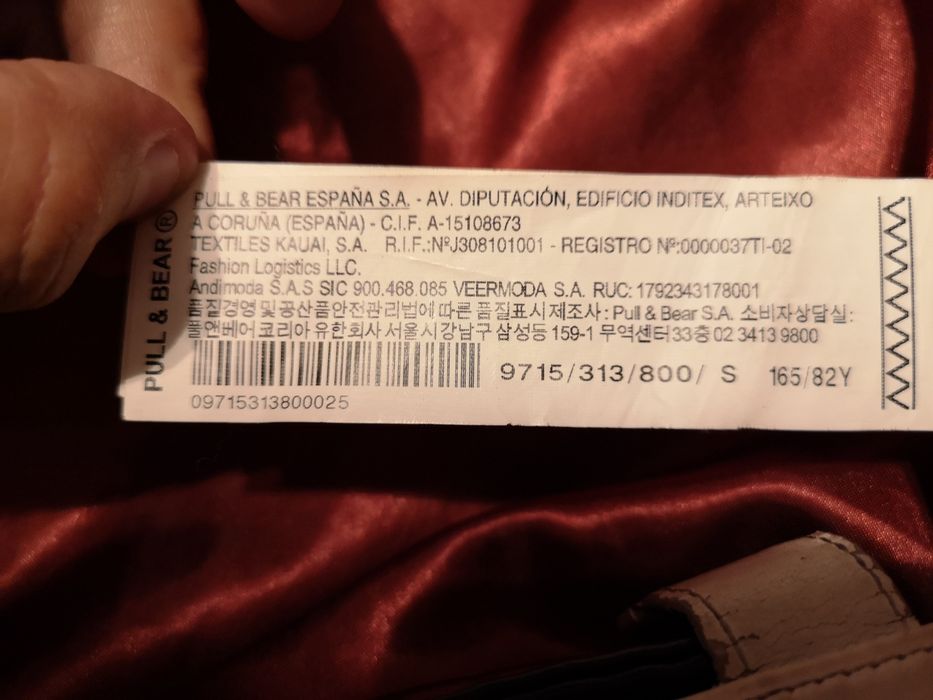 PULL & BEAR ESPAÑA S.A. - AV. DIPUTACIÓN, EDIFICIO INDITEX, ARTEIXO
A CORUÑA (ESPAÑA) - C.I.F. A-15108673
TEXTILES KAUAI, S.A. R.I.F.:NºJ308101001 - REGISTRO Nº:0000037TI-02
Fashion Logistics LLC.
Andimoda S.A.S SIC 900.468.085 VEERMODA S.A. RUC: 1792343178001
품질경영 및 공산품안전관리법에 따른 품질표시 제조사 : Pull & Bear S.A. 소비자상담실:
풀앤베어 코리아 유한회사 서울시 강남구 삼성동 159-1 무역센터 33층 02 3413 9800
9715/313/800/ S 165/82Y
09715313800025
PULL & BEAR ®